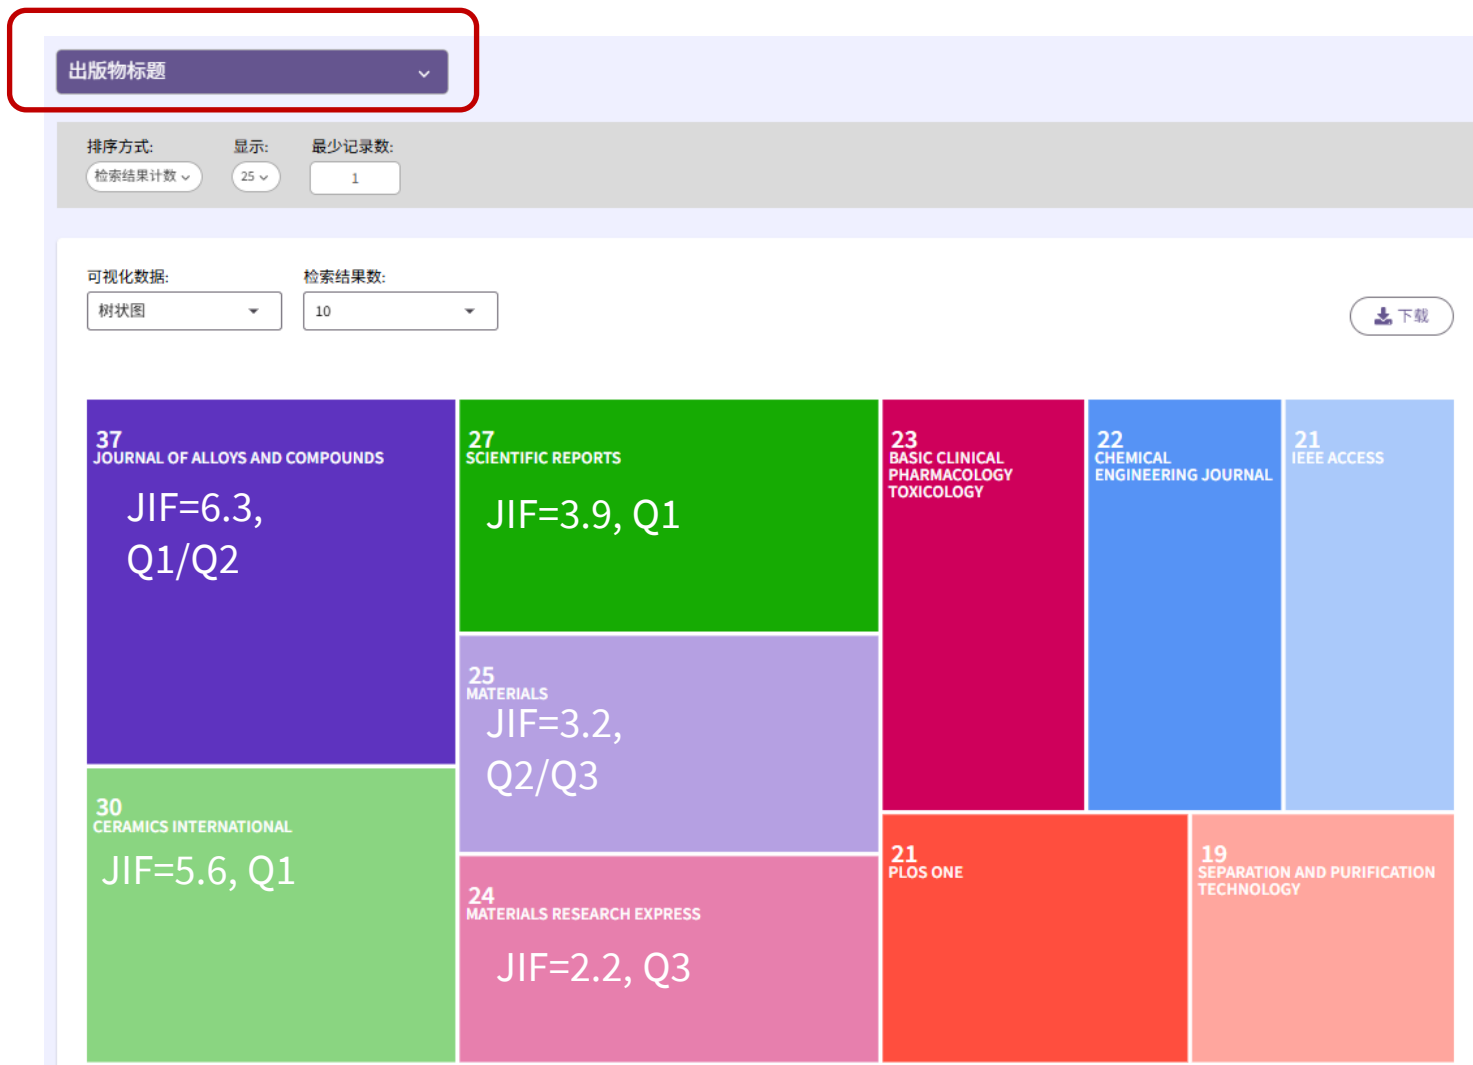 出版物标题
排序方式:
显示:
最少记录数:
检索结果计数
25
1
可视化数据:
检索结果数:
树状图
10
下载
37
JOURNAL OF ALLOYS AND COMPOUNDS
JIF=6.3,
Q1/Q2
30
CERAMICS INTERNATIONAL
JIF=5.6, Q1
27
SCIENTIFIC REPORTS
JIF=3.9, Q1
25
MATERIALS
JIF=3.2,
Q2/Q3
24
MATERIALS RESEARCH EXPRESS
JIF=2.2, Q3
23
BASIC CLINICAL
PHARMACOLOGY
TOXICOLOGY
22
CHEMICAL
ENGINEERING JOURNAL
21
IEEE ACCESS
21
PLOS ONE
19
SEPARATION AND PURIFICATION
TECHNOLOGY